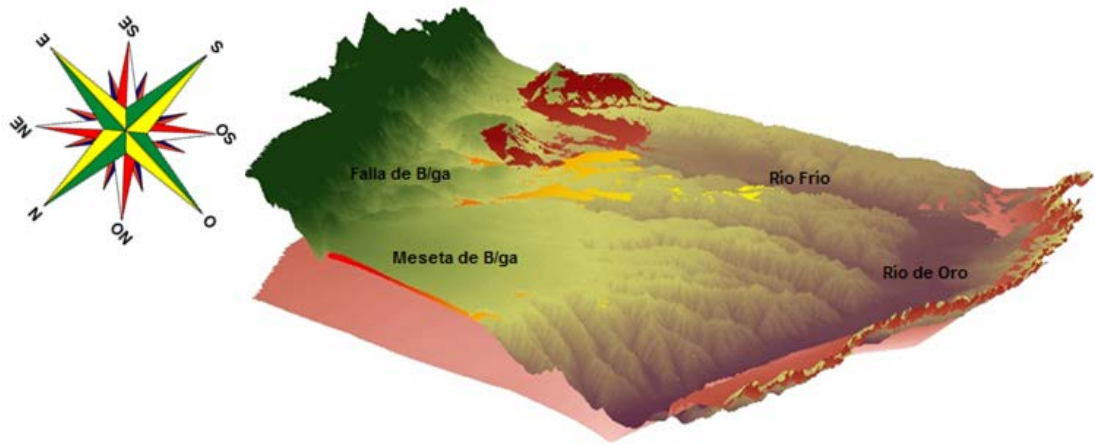 SE
E
S
NE
SO
N
O
NO
Falla de B/ga
Rio Frio
Meseta de B/ga
Rio de Oro